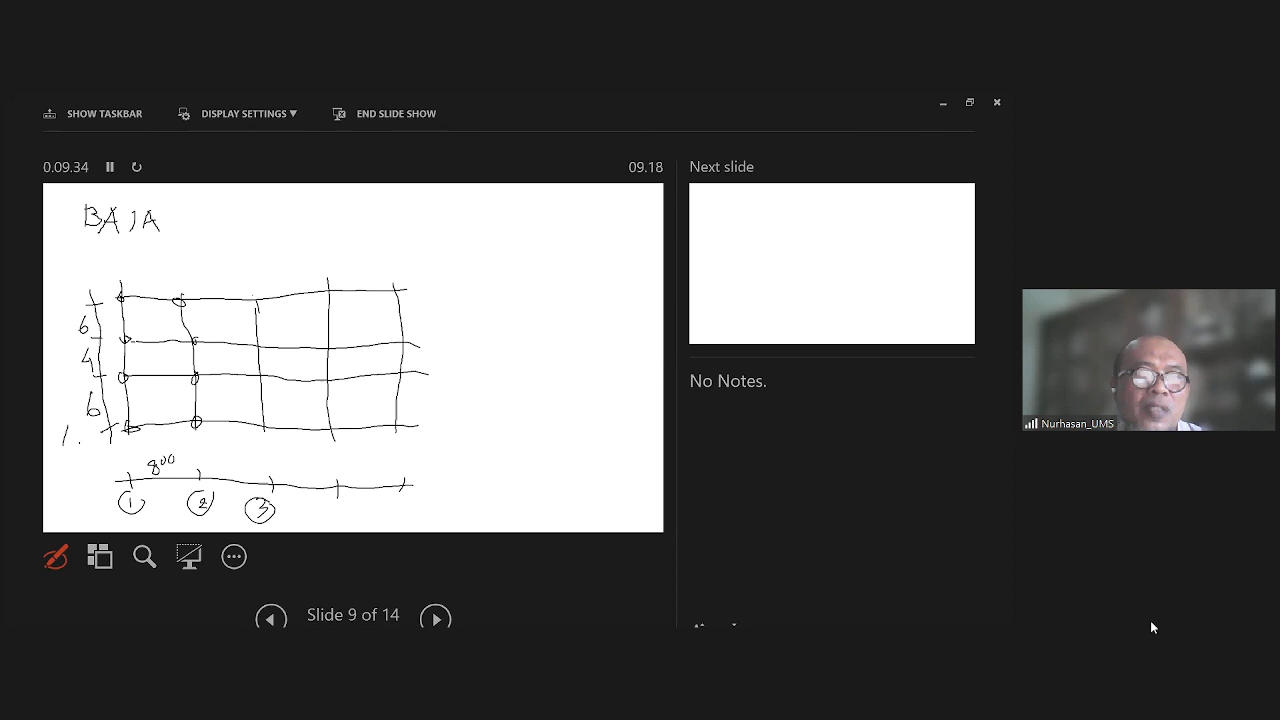 SHOW TASKBAR DISPLAY SETTINGS ▼ END SLIDE SHOW
0.09.34 09.18 Next slide
BAJA
6
4
6
1.
800
1 2 3
No Notes.
Nurhasan_UMS
Slide 9 of 14